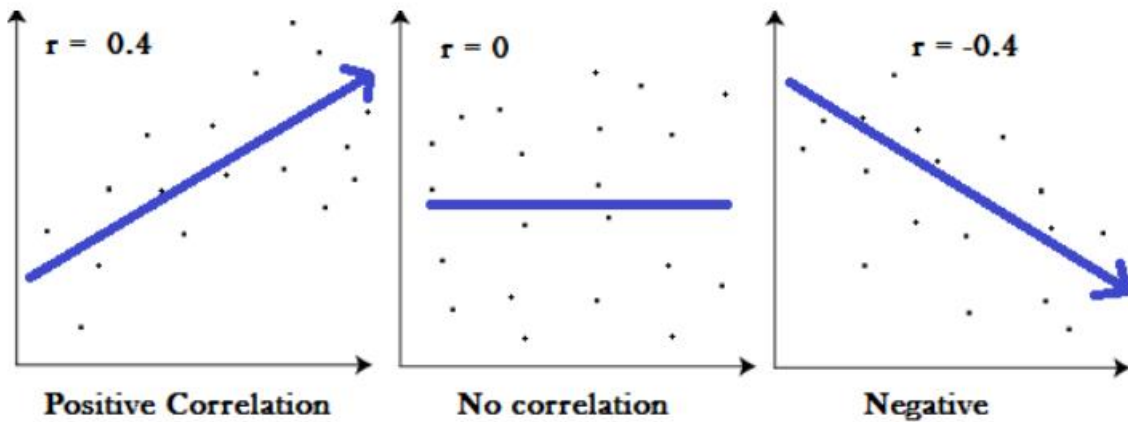 r = 0.4
r = 0
r = -0.4
Positive Correlation
No correlation
Negative